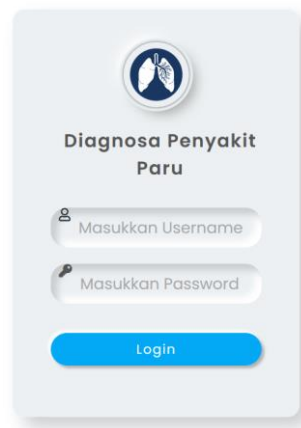 Diagnosa Penyakit
Paru
Masukkan Username
Masukkan Password
Login